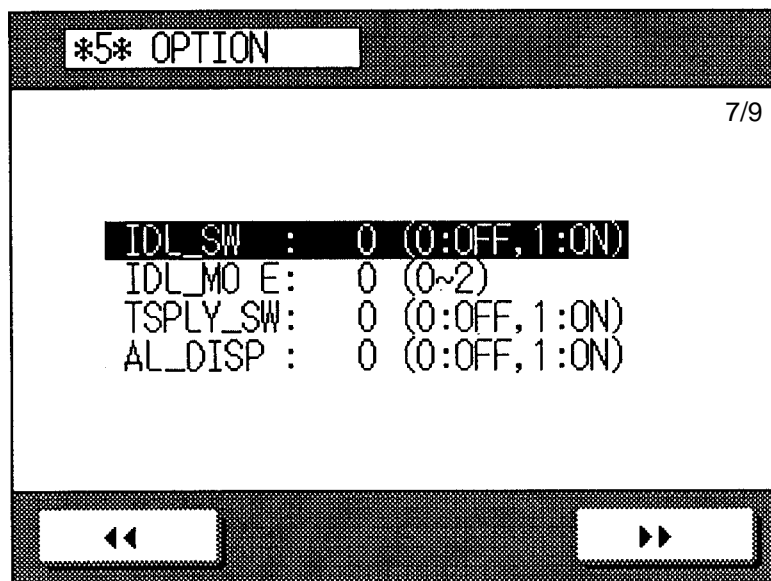 *5* OPTION
7/9
IDL_SW : 0 (0:OFF,1:ON)
IDL_MO E: 0 (0~2)
TSPLY_SW: 0 (0:OFF,1:ON)
AL_DISP : 0 (0:OFF,1:ON)